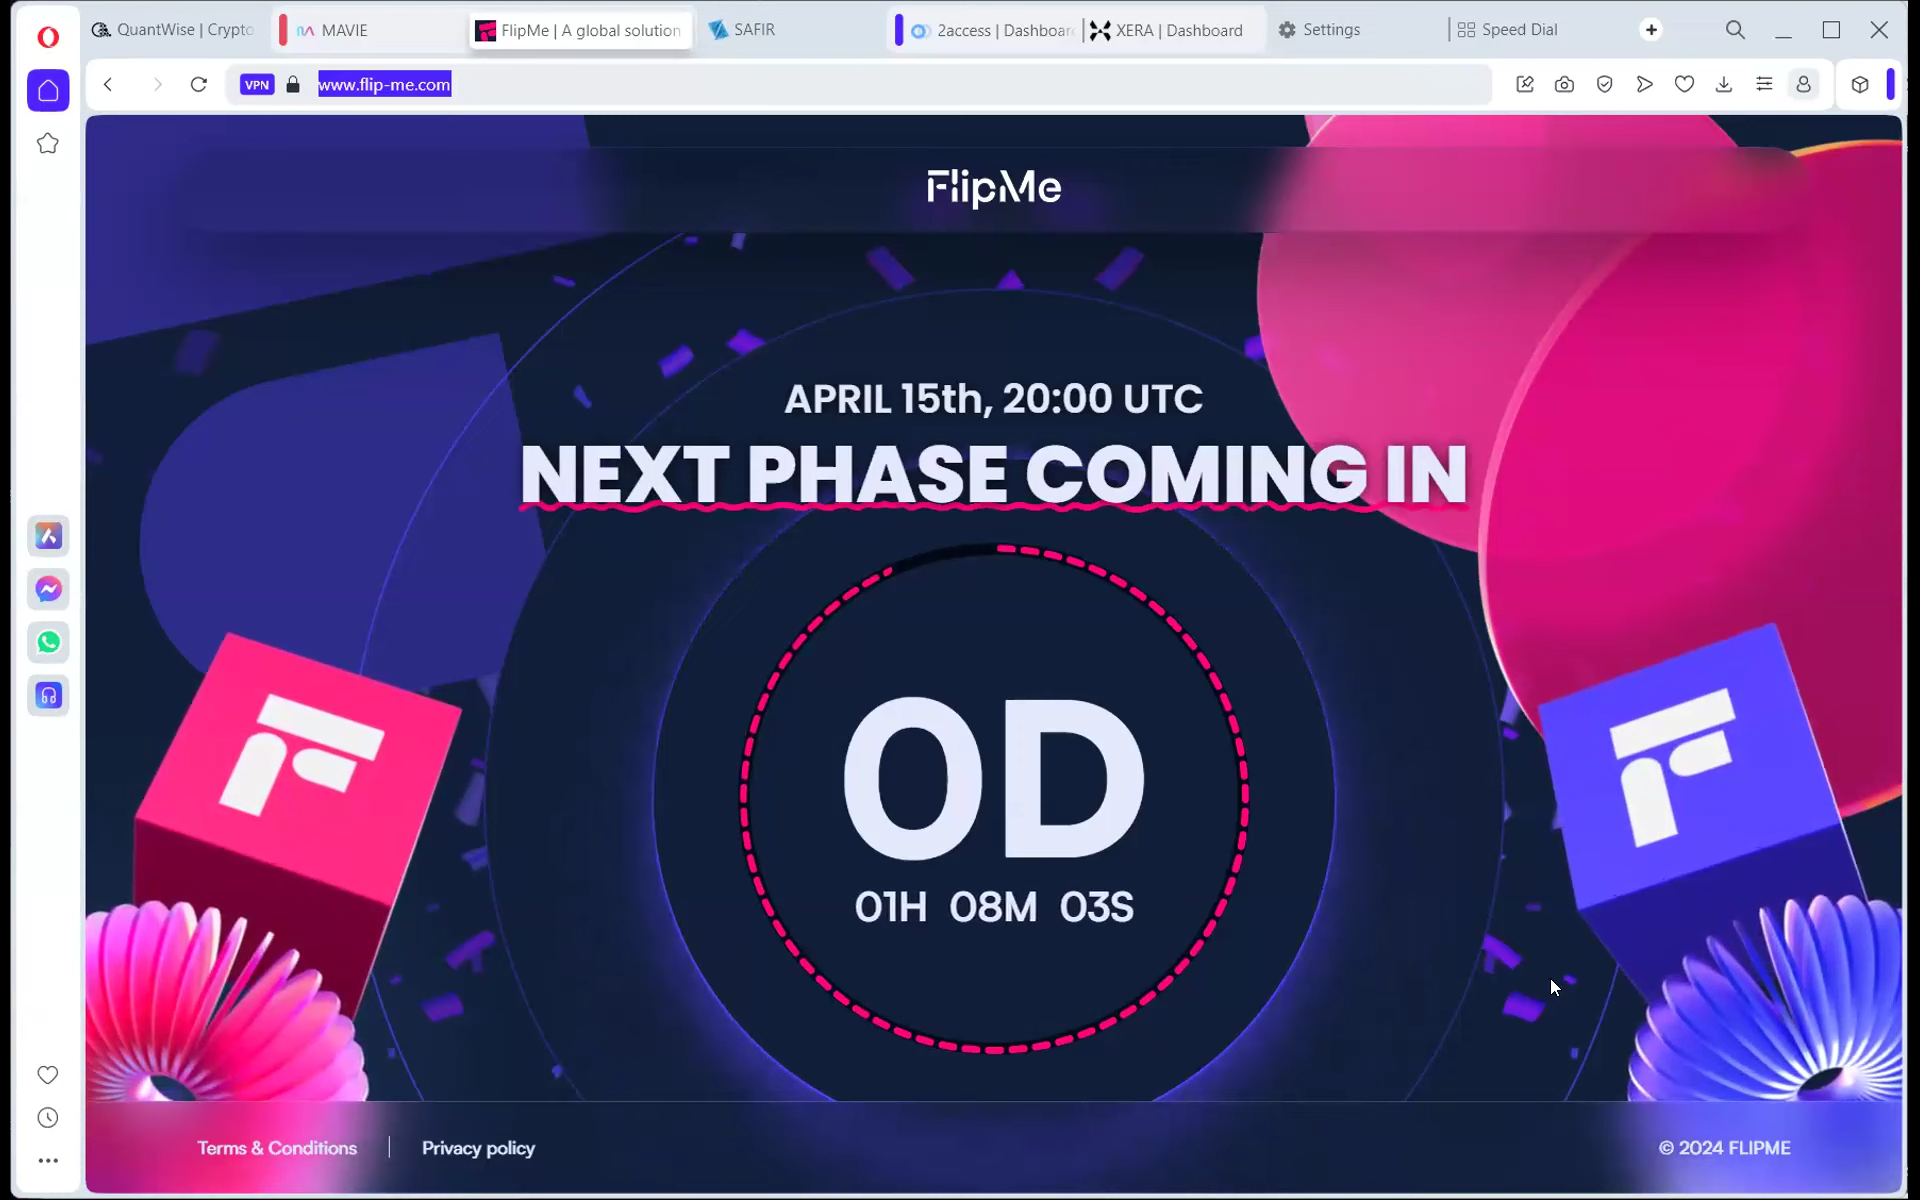 QuantWise | Crypto
MAVIE
FlipMe | A global solution
SAFIR
2access | Dashboar
XERA | Dashboard
Settings
Speed Dial
VPN
www.flip-me.com
FlipMe
APRIL 15th, 20:00 UTC
NEXT PHASE COMING IN
0D
01H 08M 03S
Terms & Conditions
Privacy policy
© 2024 FLIPME